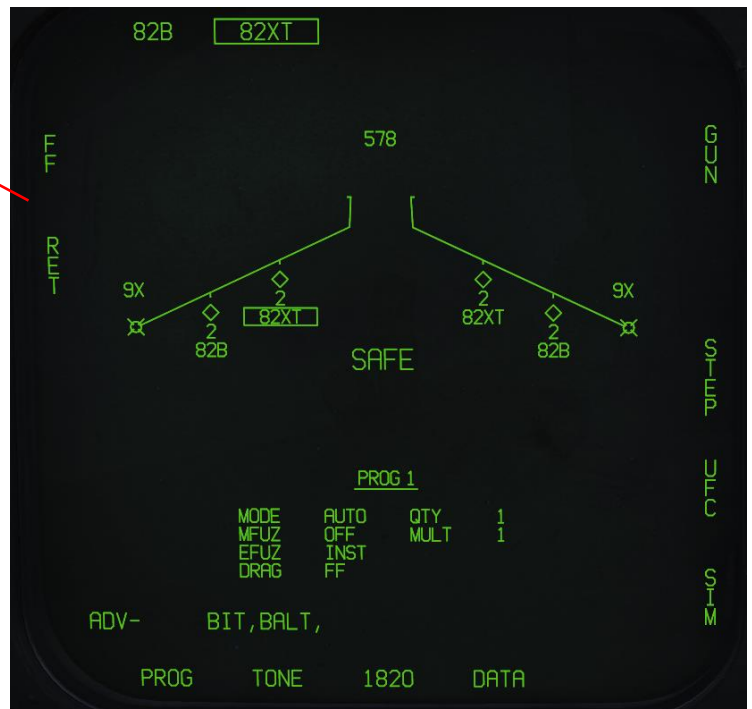 82B 82XT
FF
578
GUN
RET
9X
9X
2
2
82XT
82XT
2
2
82B
82B
SAFE
STEP
PROG 1
UFC
MODE AUTO QTY 1
MFUZ OFF MULT 1
EFUZ INST
DRAG FF
SIM
ADV- BIT,BALT,
PROG TONE 1820 DATA